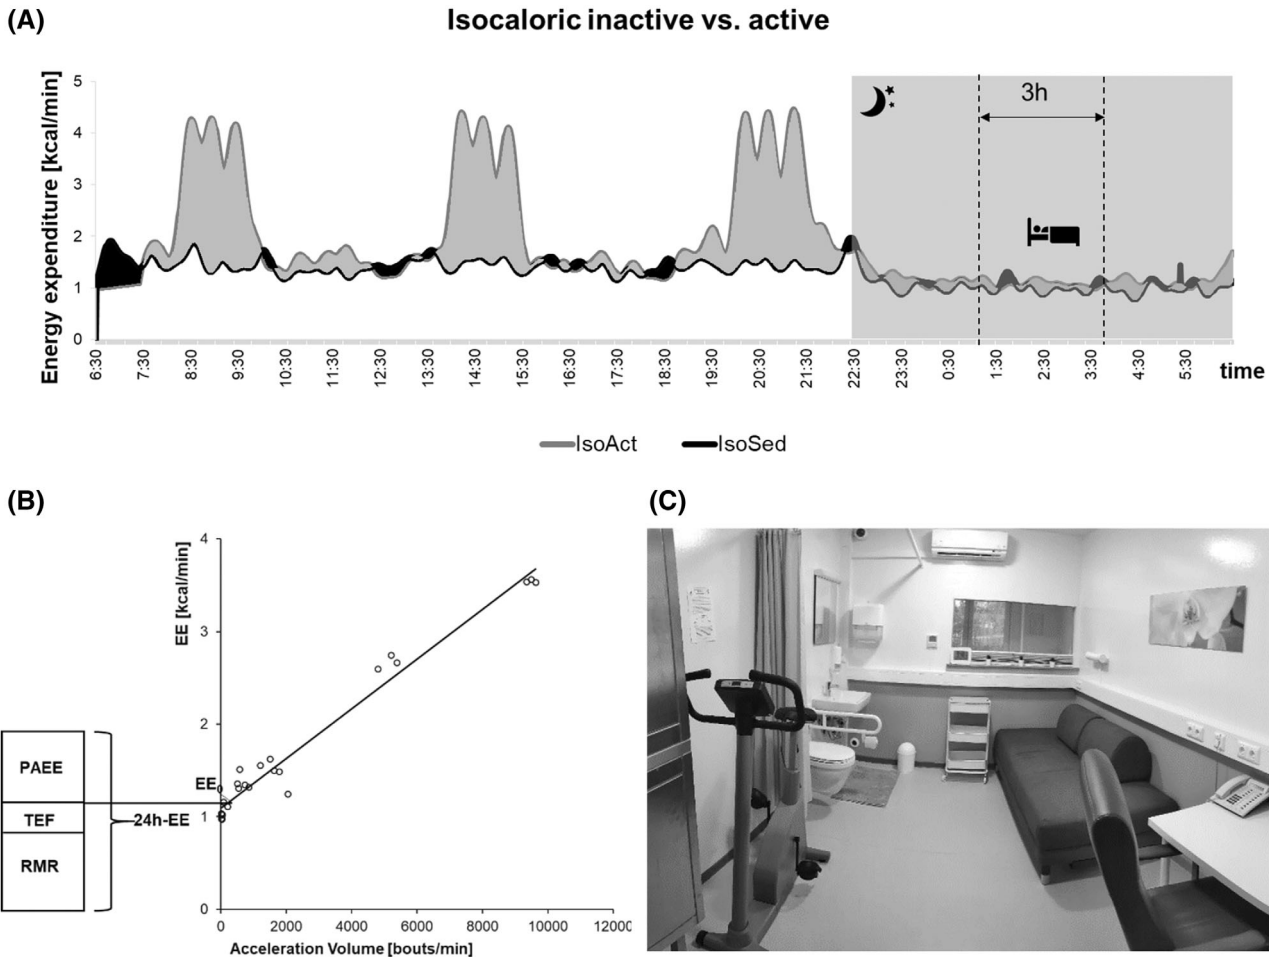 (A)
Isocaloric inactive vs. active
Energy expenditure [kcal/min]
5
4
3
2
1
0
3h
6:30
7:30
8:30
9:30
10:30
11:30
12:30
13:30
14:30
15:30
16:30
17:30
18:30
19:30
20:30
21:30
22:30
23:30
0:30
1:30
2:30
3:30
4:30
5:30
time
IsoAct
IsoSed
(B)
EE [kcal/min]
4
3
2
1
0
EE0
PAEE
TEF
RMR
24h-EE
0
2000
4000
6000
8000
10000
12000
Acceleration Volume [bouts/min]
(C)